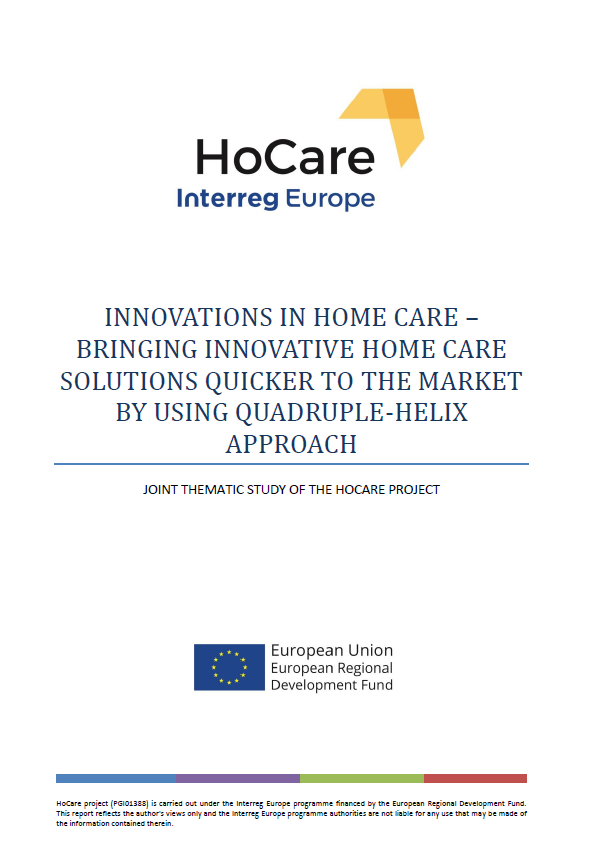 HoCare
Interreg Europe
INNOVATIONS IN HOME CARE –
BRINGING INNOVATIVE HOME CARE
SOLUTIONS QUICKER TO THE MARKET
BY USING QUADRUPLE-HELIX
APPROACH
JOINT THEMATIC STUDY OF THE HOCARE PROJECT
European Union
European Regional
Development Fund
HoCare project (PGI01388) is carried out under the Interreg Europe programme financed by the European Regional Development Fund.
This report reflects the author's views only and the Interreg Europe programme authorities are not liable for any use that may be made of
the information contained therein.